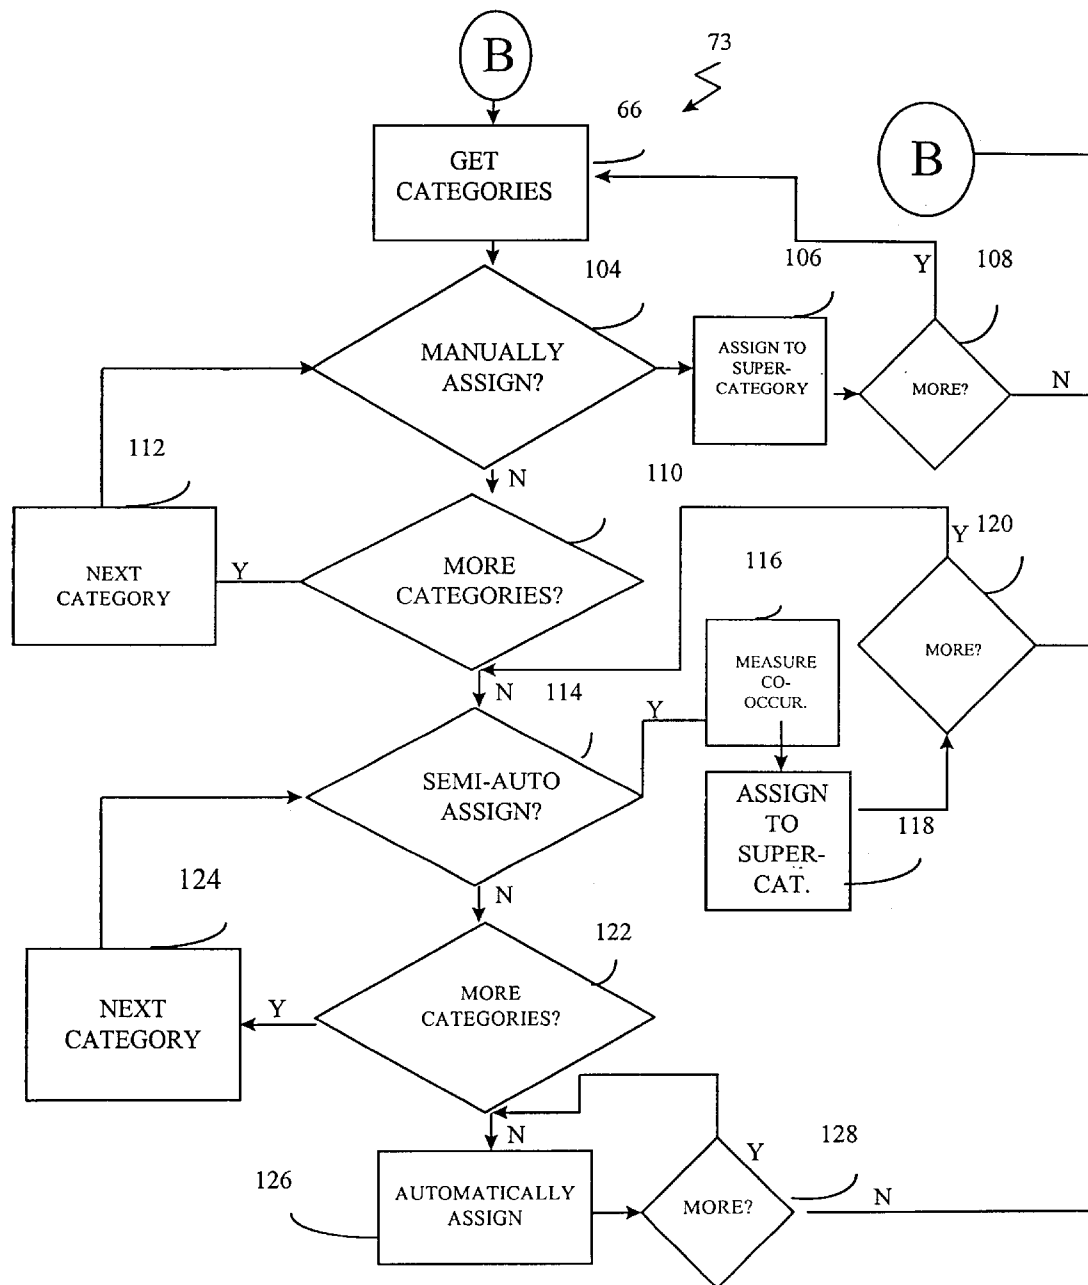 B
73
66
GET
CATEGORIES
B
104
106
Y
108
MANUALLY
ASSIGN?
ASSIGN TO
SUPER-
CATEGORY
MORE?
N
112
N
110
NEXT
CATEGORY
Y
MORE
CATEGORIES?
116
Y
120
MEASURE
CO-
OCCUR.
MORE?
N
114
Y
SEMI-AUTO
ASSIGN?
ASSIGN
TO
SUPER-
CAT.
118
124
N
122
NEXT
CATEGORY
Y
MORE
CATEGORIES?
N
126
AUTOMATICALLY
ASSIGN
Y
128
MORE?
N